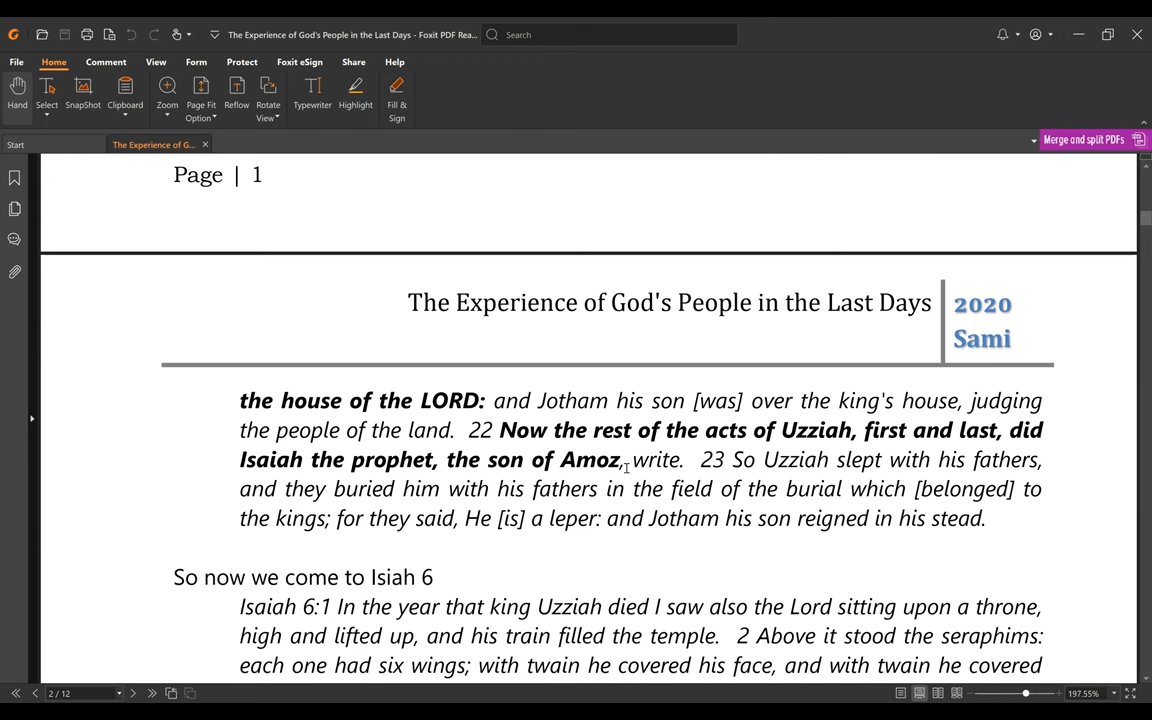 The Experience of God's People in the Last Days - Foxit PDF Rea...
Search
File
Home
Comment
View
Form
Protect
Foxit eSign
Share
Help
Hand
Select
SnapShot
Clipboard
Zoom
Page Fit
Option
Reflow
Rotate
View
Typewriter
Highlight
Fill &
Sign
Start
The Experience of G...
Merge and split PDFs
Page | 1
The Experience of God's People in the Last Days
2020
Sami
the house of the LORD: and Jotham his son [was] over the king's house, judging
the people of the land. 22 Now the rest of the acts of Uzziah, first and last, did
Isaiah the prophet, the son of Amoz, write. 23 So Uzziah slept with his fathers,
and they buried him with his fathers in the field of the burial which [belonged] to
the kings; for they said, He [is] a leper: and Jotham his son reigned in his stead.
So now we come to Isiah 6
Isaiah 6:1 In the year that king Uzziah died I saw also the Lord sitting upon a throne,
high and lifted up, and his train filled the temple. 2 Above it stood the seraphims:
each one had six wings; with twain he covered his face, and with twain he covered
2 / 12
197.55%